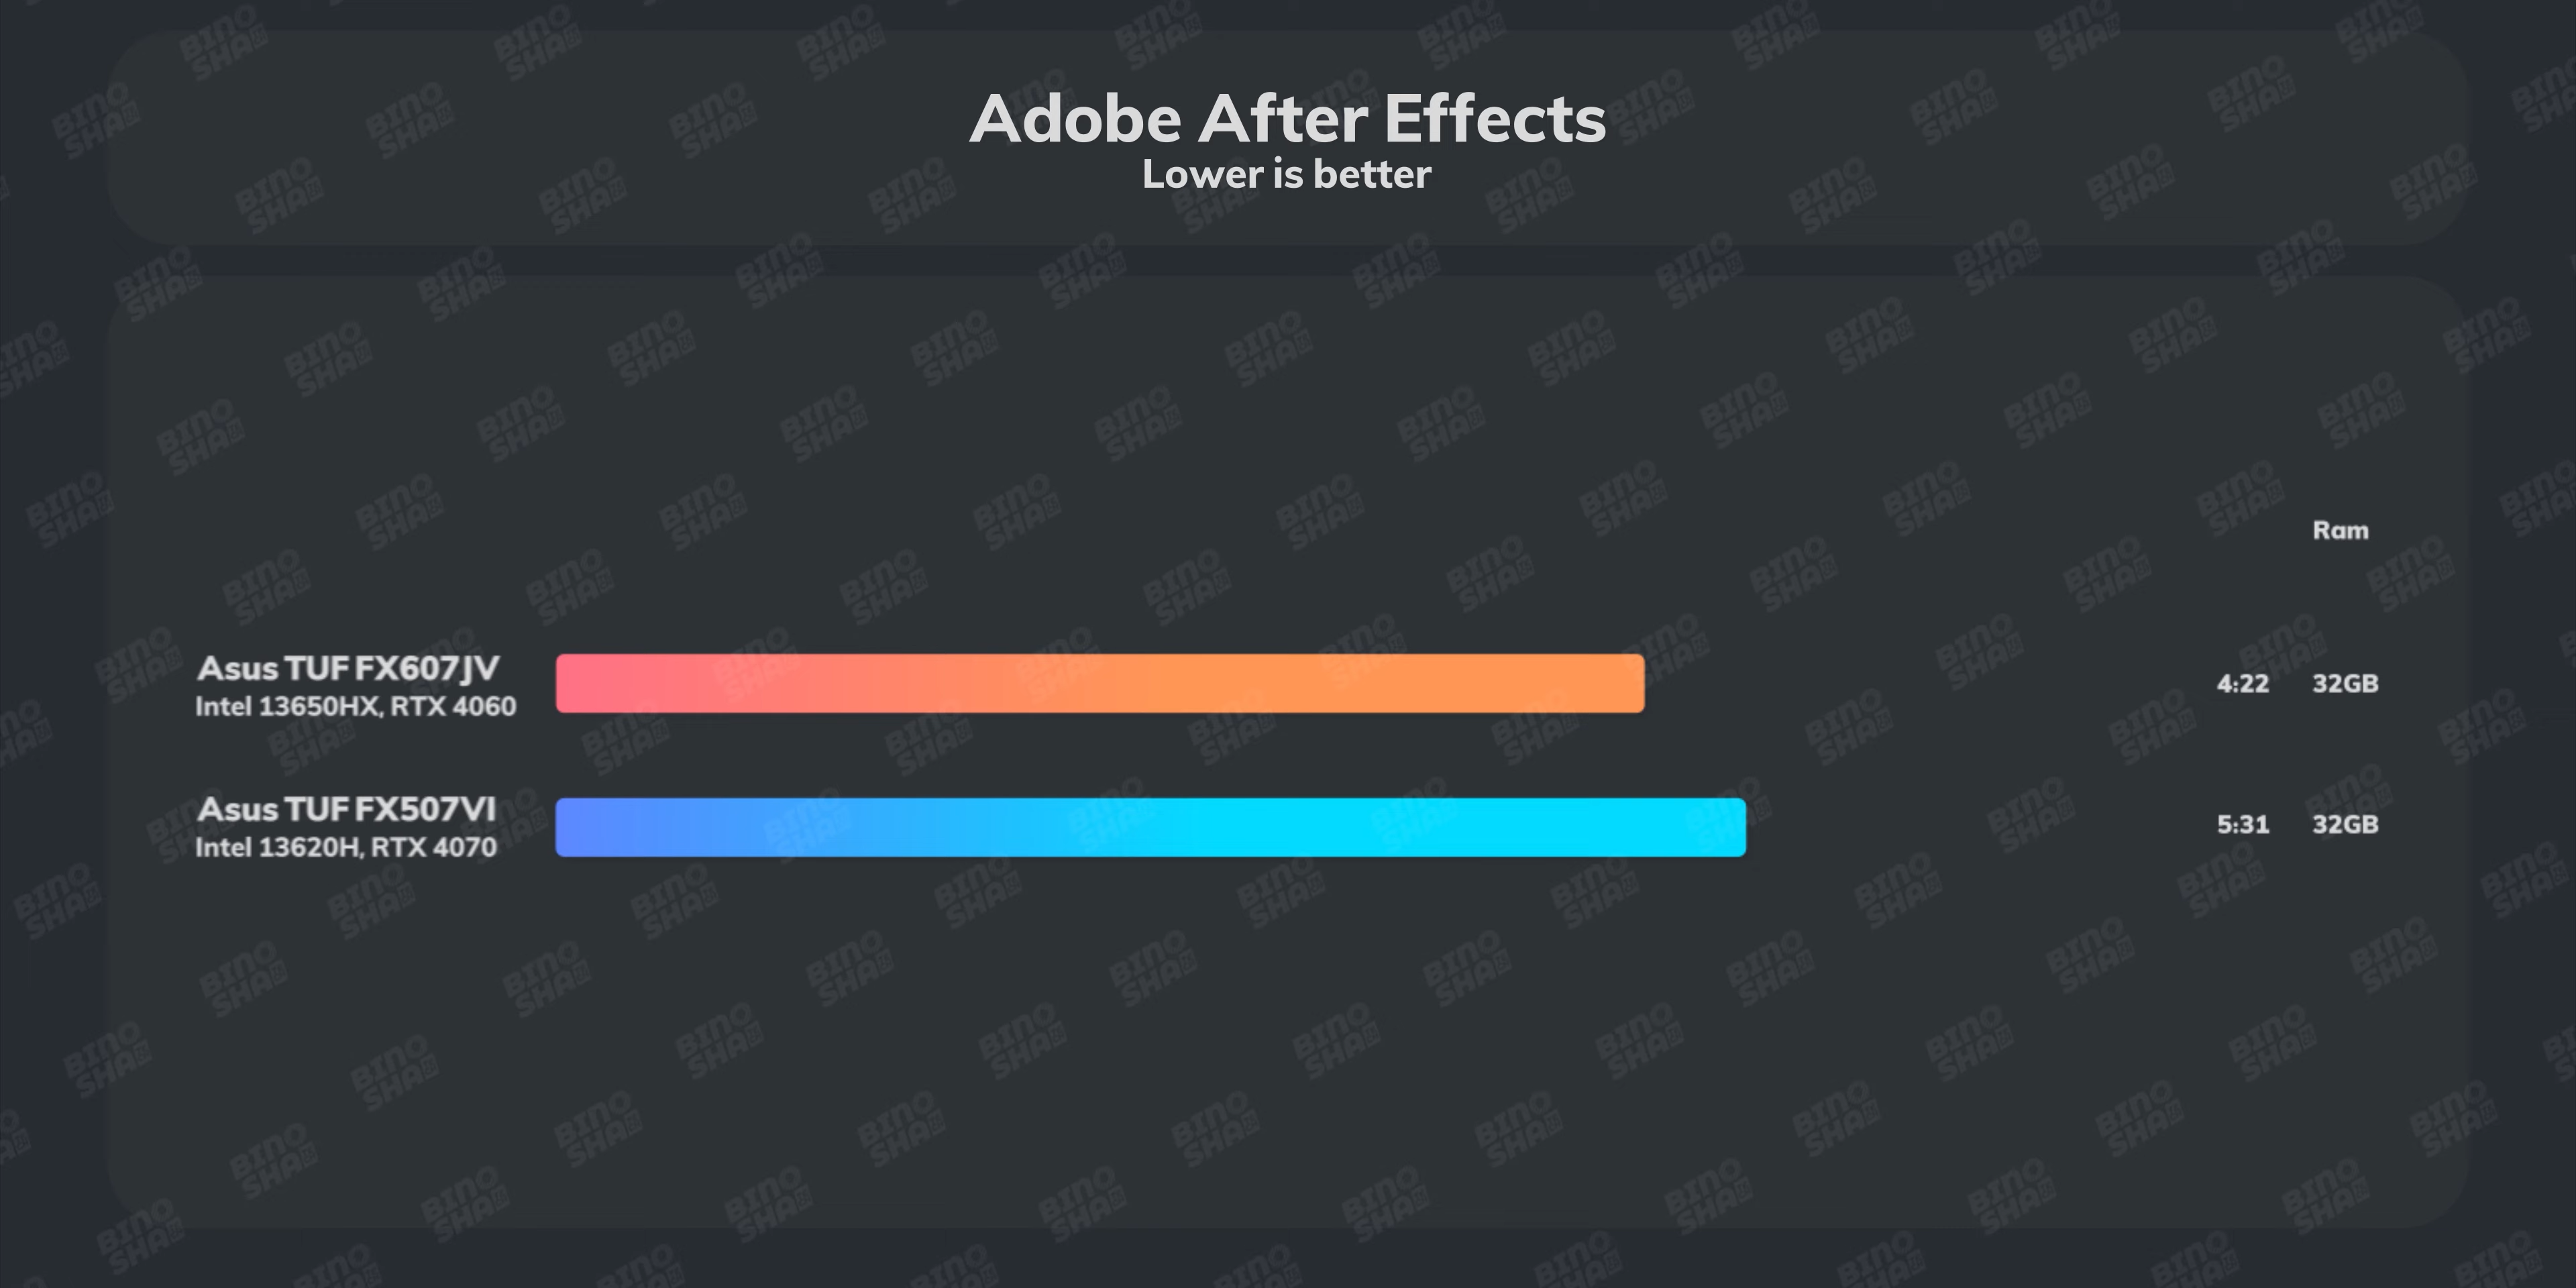 Adobe After Effects
Lower is better
Ram
Asus TUF FX607JV
Intel 13650HX, RTX 4060
4:22 32GB
Asus TUF FX507VI
Intel 13620H, RTX 4070
5:31 32GB